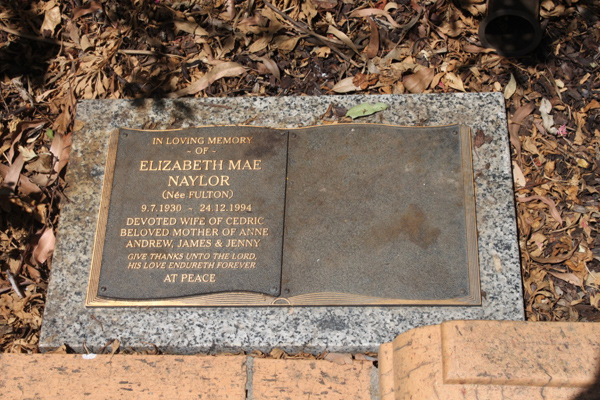 IN LOVING MEMORY
- OF -
ELIZABETH MAE
NAYLOR
(Née FULTON)
9.7.1930 ~ 24.12.1994
DEVOTED WIFE OF CEDRIC
BELOVED MOTHER OF ANNE
ANDREW, JAMES & JENNY
GIVE THANKS UNTO THE LORD,
HIS LOVE ENDURETH FOREVER
AT PEACE